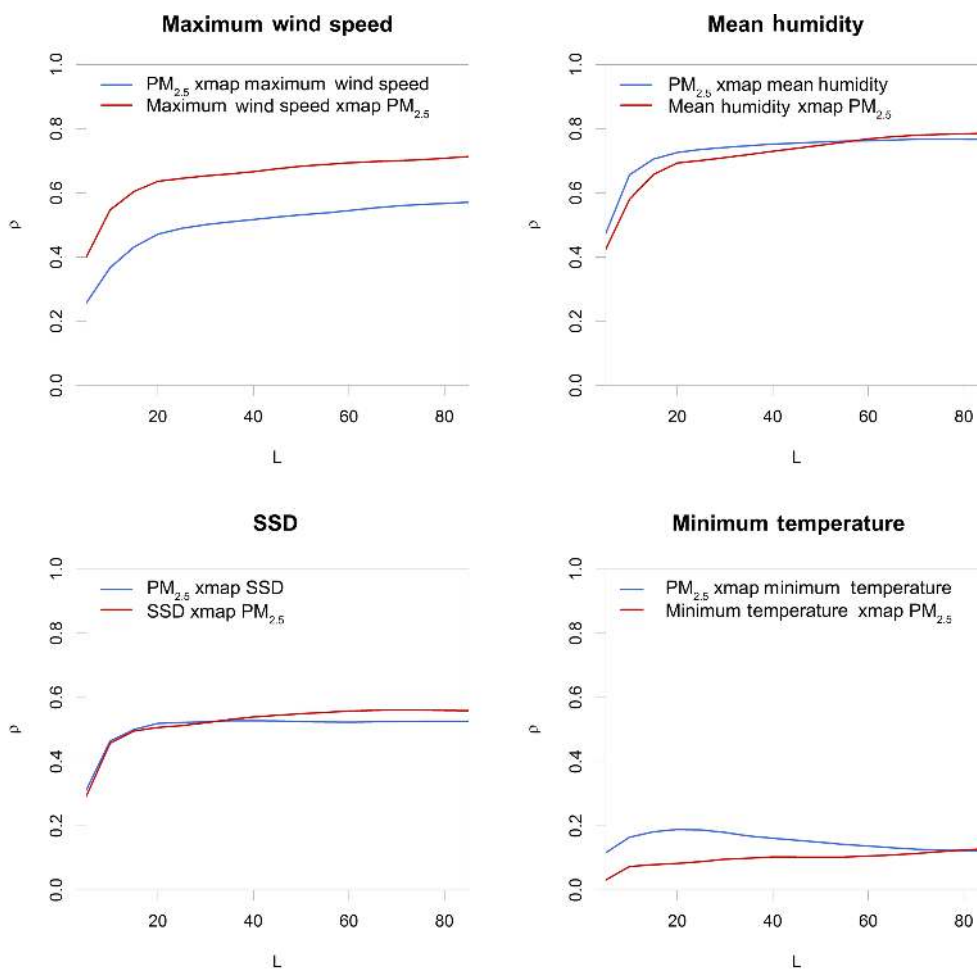 Maximum wind speed
PM2.5 xmap maximum wind speed
Maximum wind speed xmap PM2.5
1.0
0.8
0.6
0.4
0.2
0.0
ρ
20 40 60 80
L
Mean humidity
PM2.5 xmap mean humidity
Mean humidity xmap PM2.5
1.0
0.8
0.6
0.4
0.2
0.0
ρ
20 40 60 80
L
SSD
PM2.5 xmap SSD
SSD xmap PM2.5
1.0
0.8
0.6
0.4
0.2
0.0
ρ
20 40 60 80
L
Minimum temperature
PM2.5 xmap minimum temperature
Minimum temperature xmap PM2.5
1.0
0.8
0.6
0.4
0.2
0.0
ρ
20 40 60 80
L